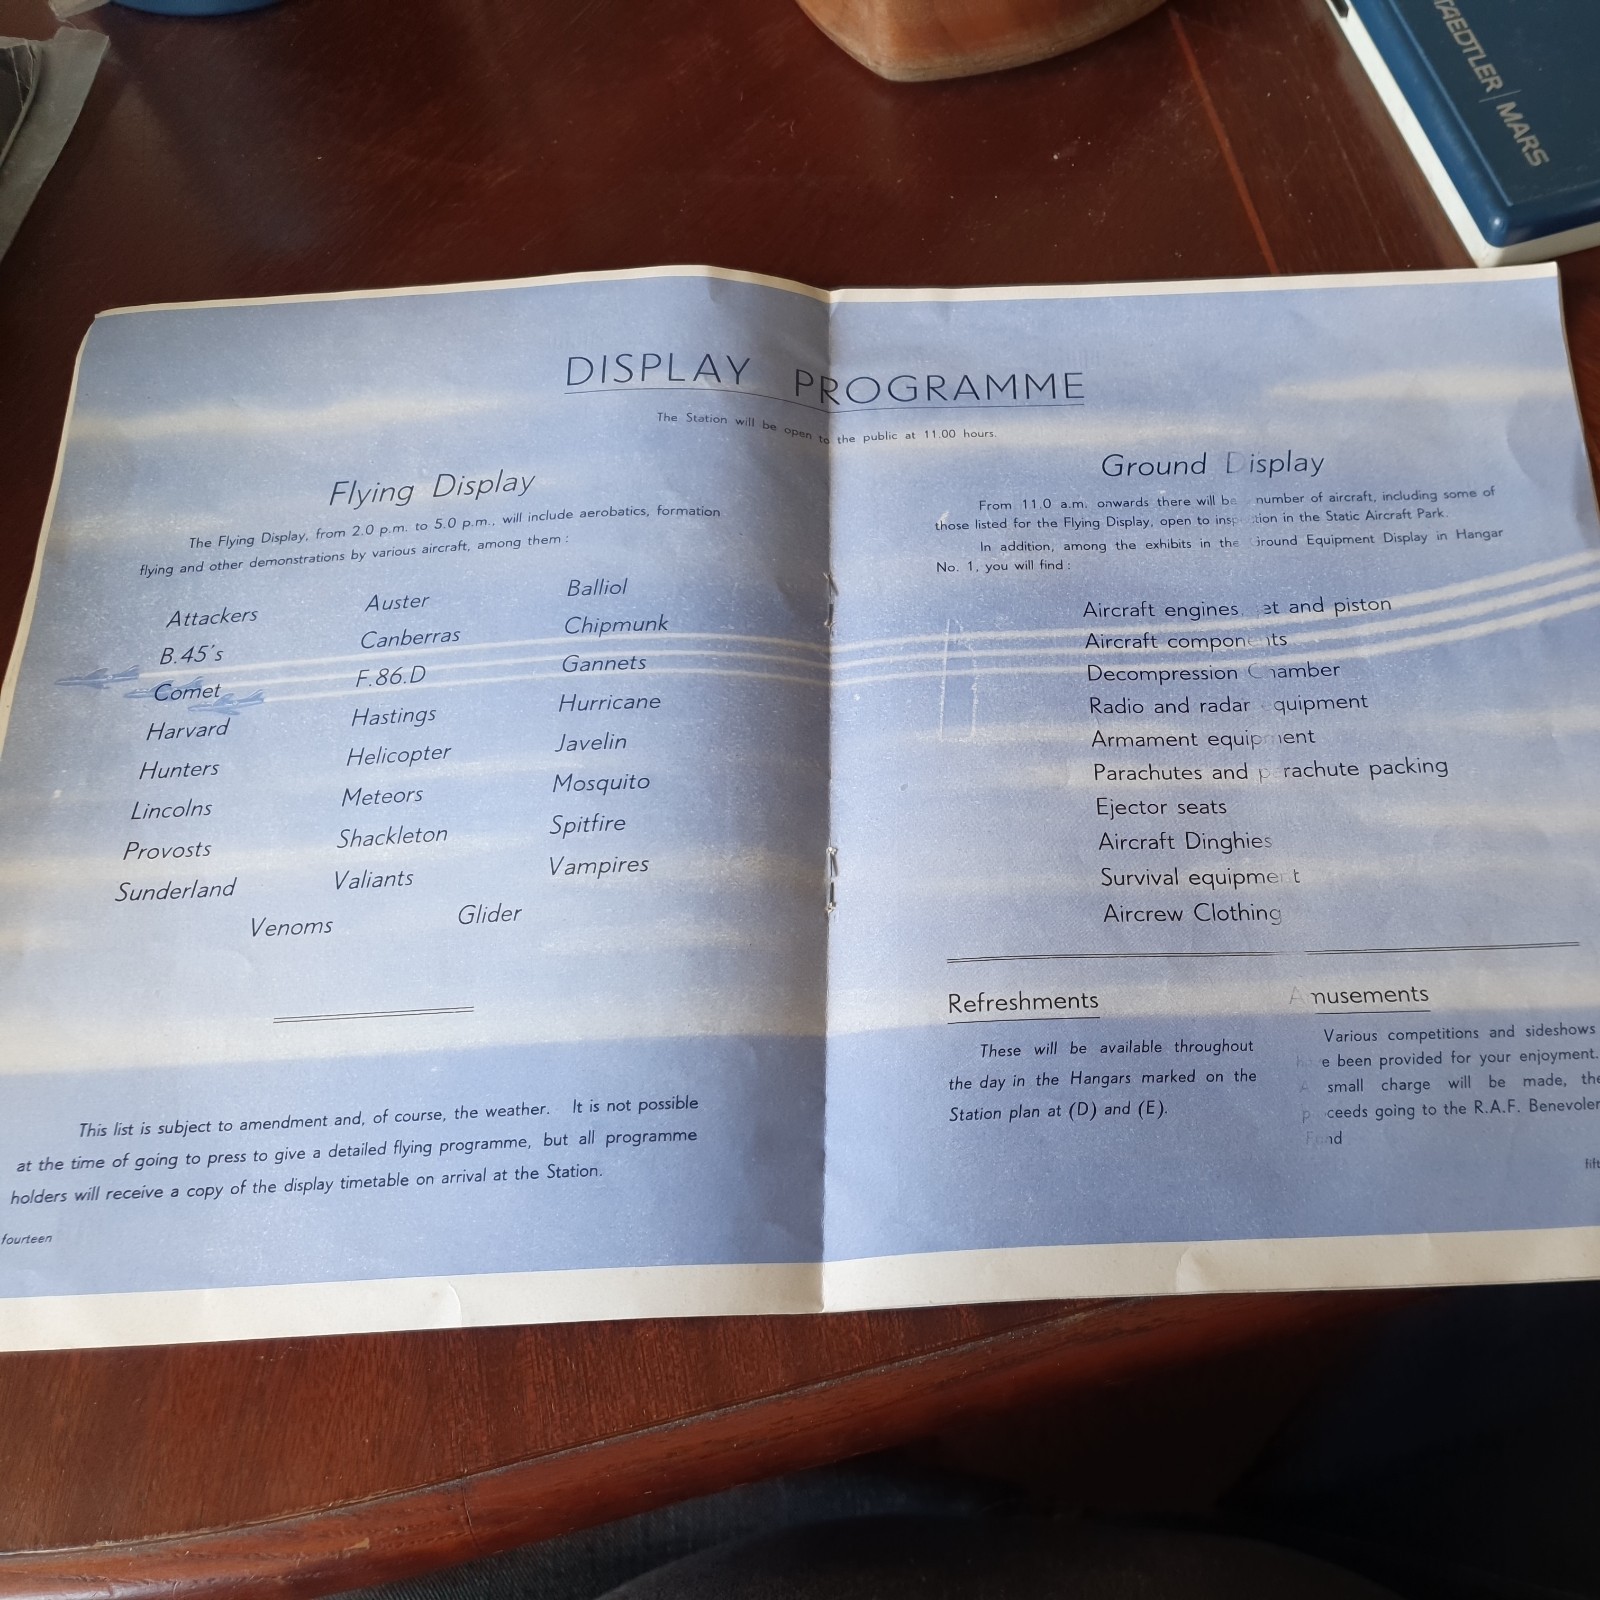 STAEDTLER | MARS
DISPLAY PROGRAMME
The Station will be open to the public at 11.00 hours.
Flying Display
The Flying Display, from 2.0 p.m. to 5.0 p.m., will include aerobatics, formation
flying and other demonstrations by various aircraft, among them :
Attackers Auster Balliol
B.45's Canberras Chipmunk
Comet F.86.D Gannets
Harvard Hastings Hurricane
Hunters Helicopter Javelin
Lincolns Meteors Mosquito
Provosts Shackleton Spitfire
Sunderland Valiants Vampires
Venoms Glider
This list is subject to amendment and, of course, the weather. It is not possible
at the time of going to press to give a detailed flying programme, but all programme
holders will receive a copy of the display timetable on arrival at the Station.
fourteen
Ground Display
From 11.0 a.m. onwards there will be number of aircraft, including some of
those listed for the Flying Display, open to inspection in the Static Aircraft Park.
In addition, among the exhibits in the Ground Equipment Display in Hangar
No. 1, you will find :
Aircraft engines, jet and piston
Aircraft components
Decompression Chamber
Radio and radar equipment
Armament equipment
Parachutes and parachute packing
Ejector seats
Aircraft Dinghies
Survival equipment
Aircrew Clothing
Refreshments
These will be available throughout
the day in the Hangars marked on the
Station plan at (D) and (E).
Amusements
Various competitions and sideshows
have been provided for your enjoyment.
A small charge will be made, the
proceeds going to the R.A.F.
Fund